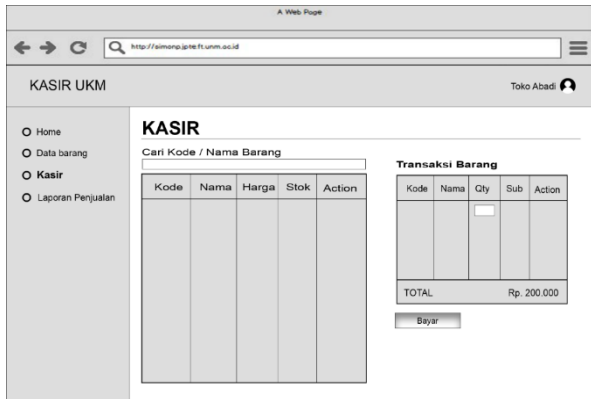 A Web Page
http://simonp.jpte.ft.unm.ac.id
KASIR UKM
Toko Abadi
Home
Data barang
Kasir
Laporan Penjualan
KASIR
Cari Kode / Nama Barang
Kode Nama Harga Stok Action
Transaksi Barang
Kode Nama Qty Sub Action
TOTAL Rp. 200.000
Bayar